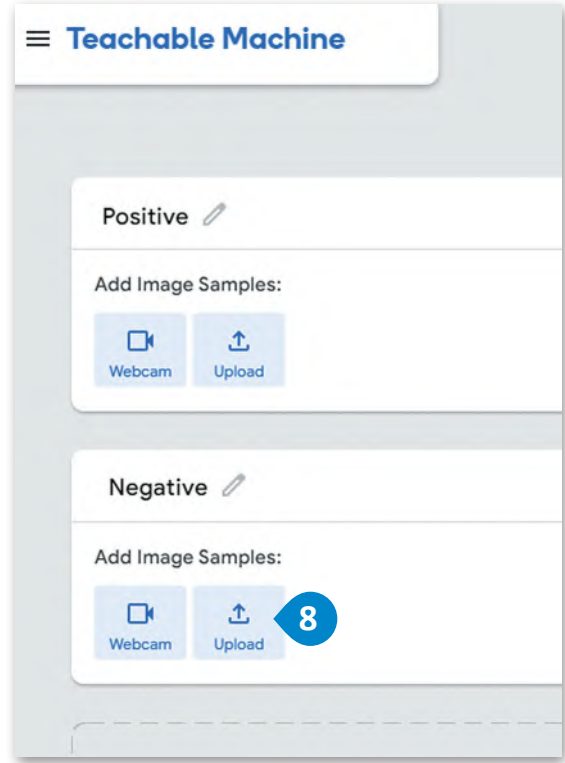 Teachable Machine
Positive
Add Image Samples:
Webcam Upload
Negative
Add Image Samples:
Webcam Upload
8